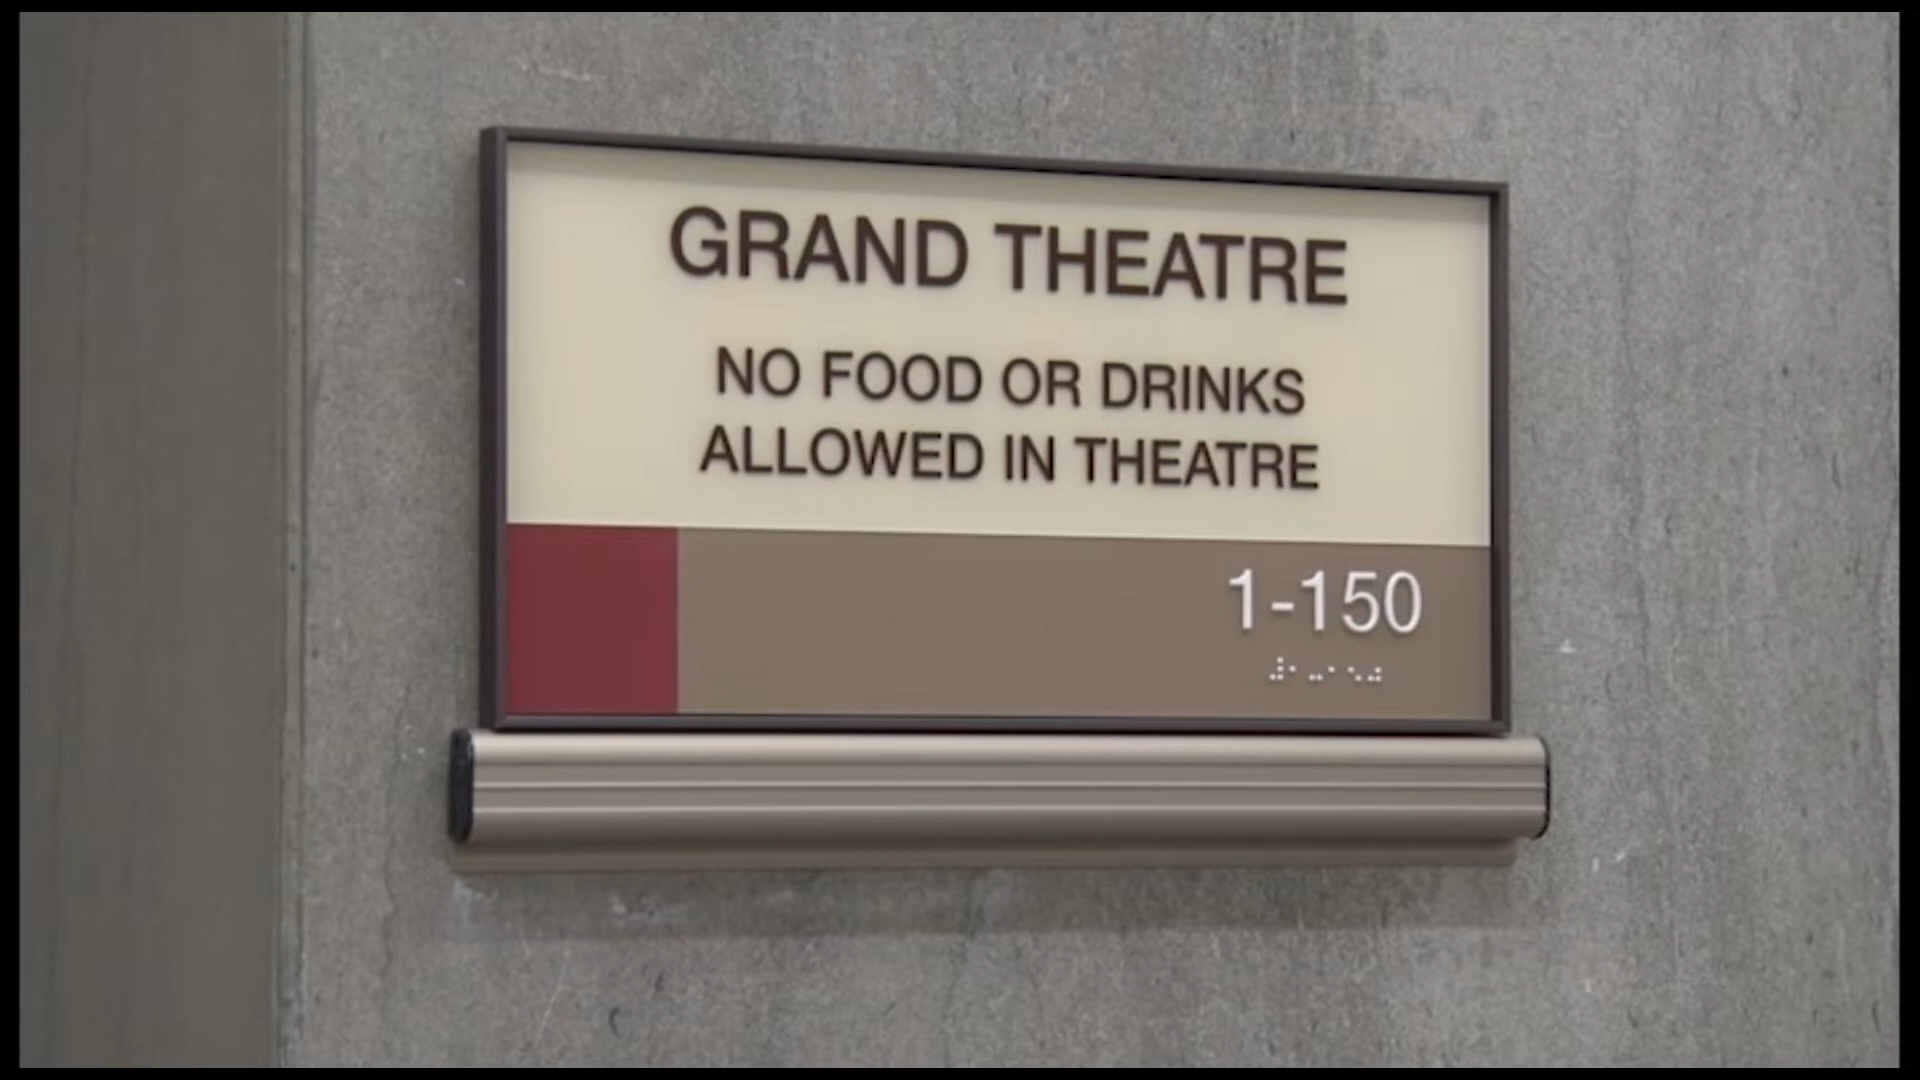 GRAND THEATRE
NO FOOD OR DRINKS
ALLOWED IN THEATRE
1-150
⠼⠁⠤⠁⠑⠚